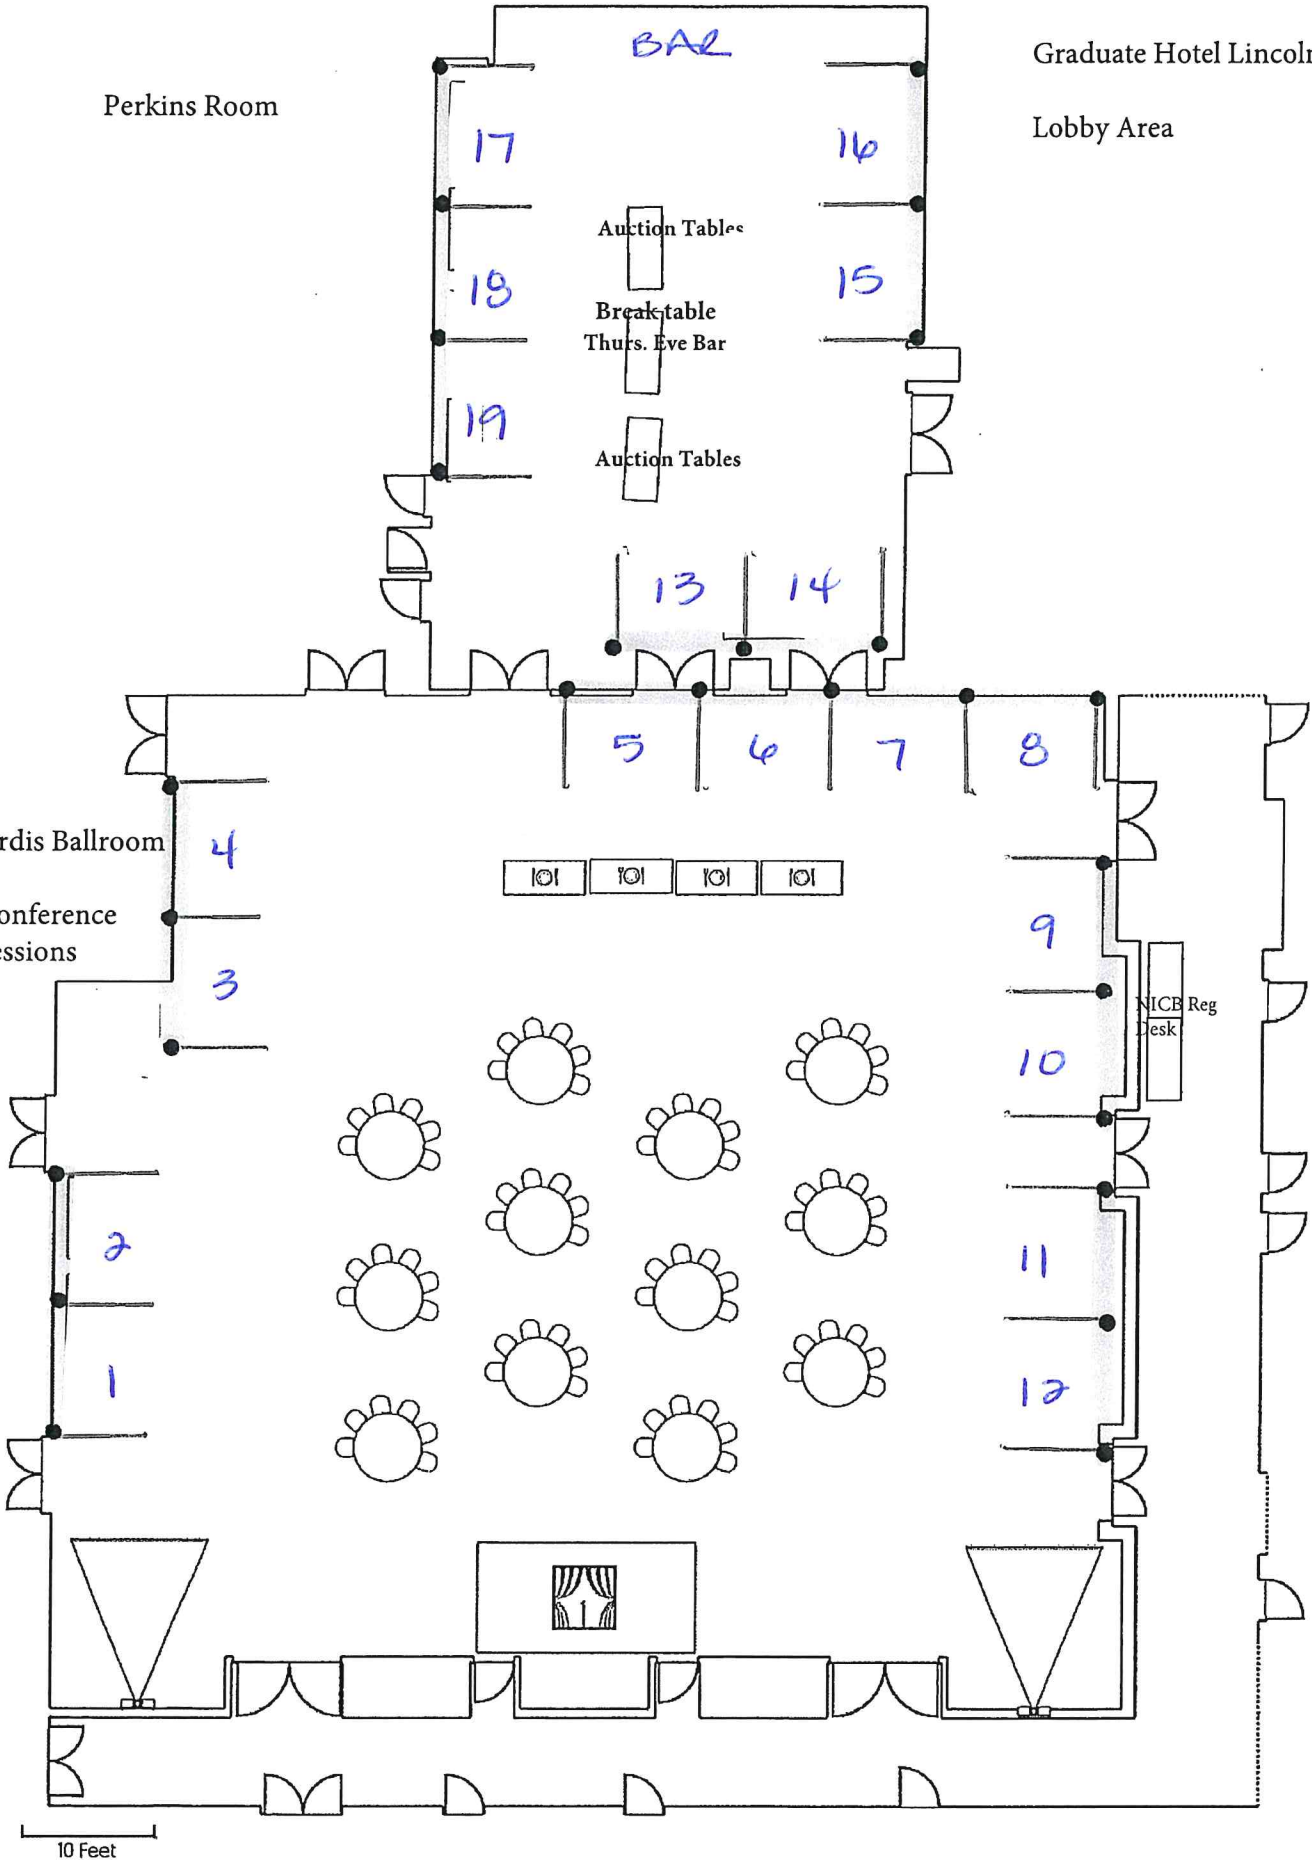 BAR
Graduate Hotel Lincoln
Perkins Room
Lobby Area
17
16
Auction Tables
18
15
Break table
Thurs. Eve Bar
19
Auction Tables
13
14
5
6
7
8
rdis Ballroom
4
onference
essions
9
3
NICB Reg
Desk
10
2
11
1
12
10 Feet